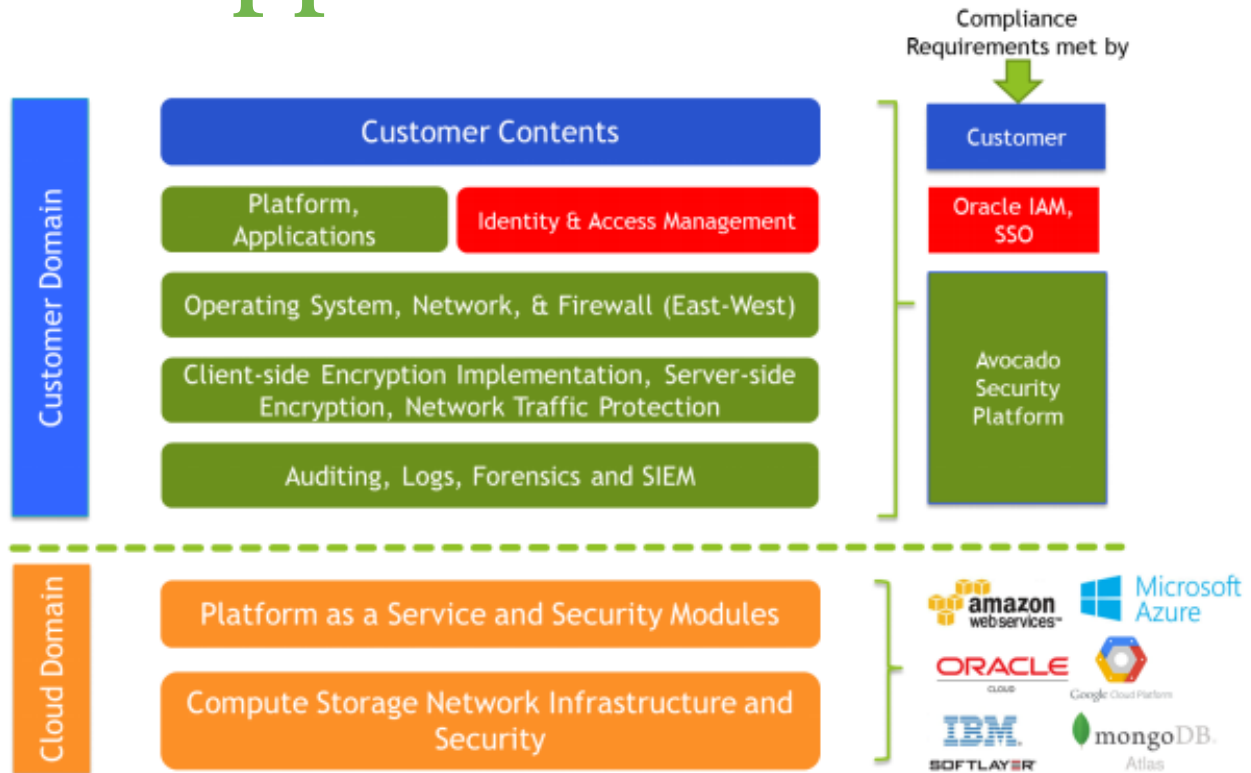 Compliance
Requirements met by
Customer Domain
Customer Contents
Customer
Platform,
Applications
Identity & Access Management
Oracle IAM,
SSO
Operating System, Network, & Firewall (East-West)
Client-side Encryption Implementation, Server-side
Encryption, Network Traffic Protection
Auditing, Logs, Forensics and SIEM
Avocado
Security
Platform
Cloud Domain
Platform as a Service and Security Modules
Compute Storage Network Infrastructure and
Security
amazon
webservices™
Microsoft
Azure
ORACLE
CLOUD
Google Cloud Platform
IBM.
SOFTLAYER
mongoDB.
Atlas